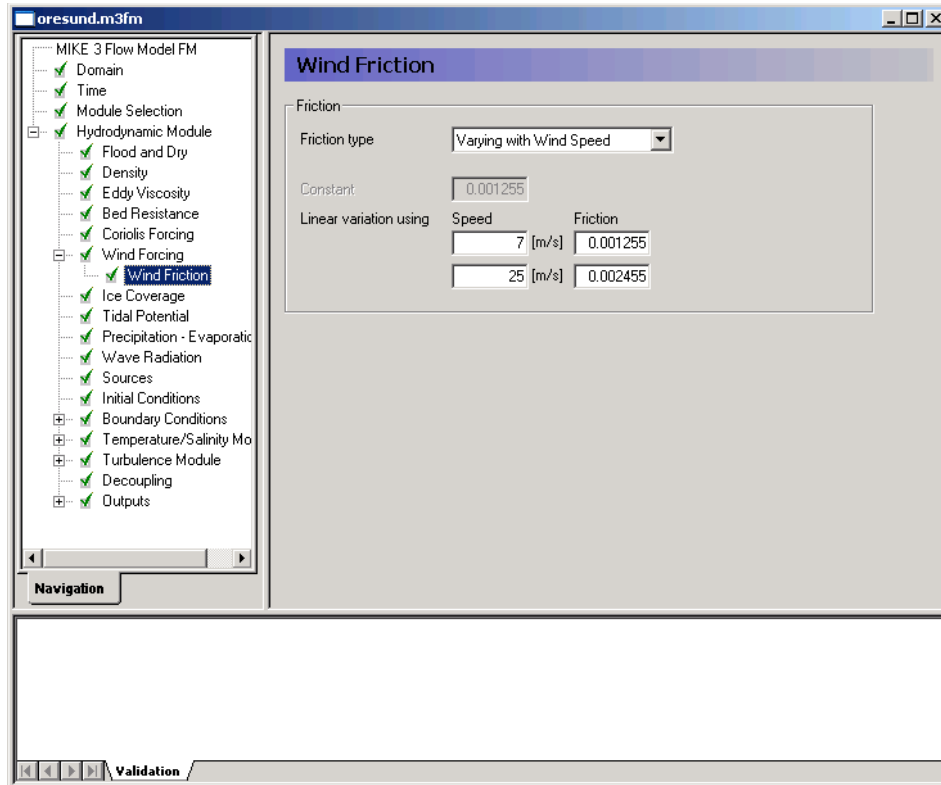 oresund.m3fm
MIKE 3 Flow Model FM
Domain
Time
Module Selection
Hydrodynamic Module
Flood and Dry
Density
Eddy Viscosity
Bed Resistance
Coriolis Forcing
Wind Forcing
Wind Friction
Ice Coverage
Tidal Potential
Precipitation - Evaporatic
Wave Radiation
Sources
Initial Conditions
Boundary Conditions
Temperature/Salinity Mo
Turbulence Module
Decoupling
Outputs
Navigation
Wind Friction
Friction
Friction type Varying with Wind Speed
Constant 0.001255
Linear variation using Speed Friction
7 [m/s] 0.001255
25 [m/s] 0.002455
Validation